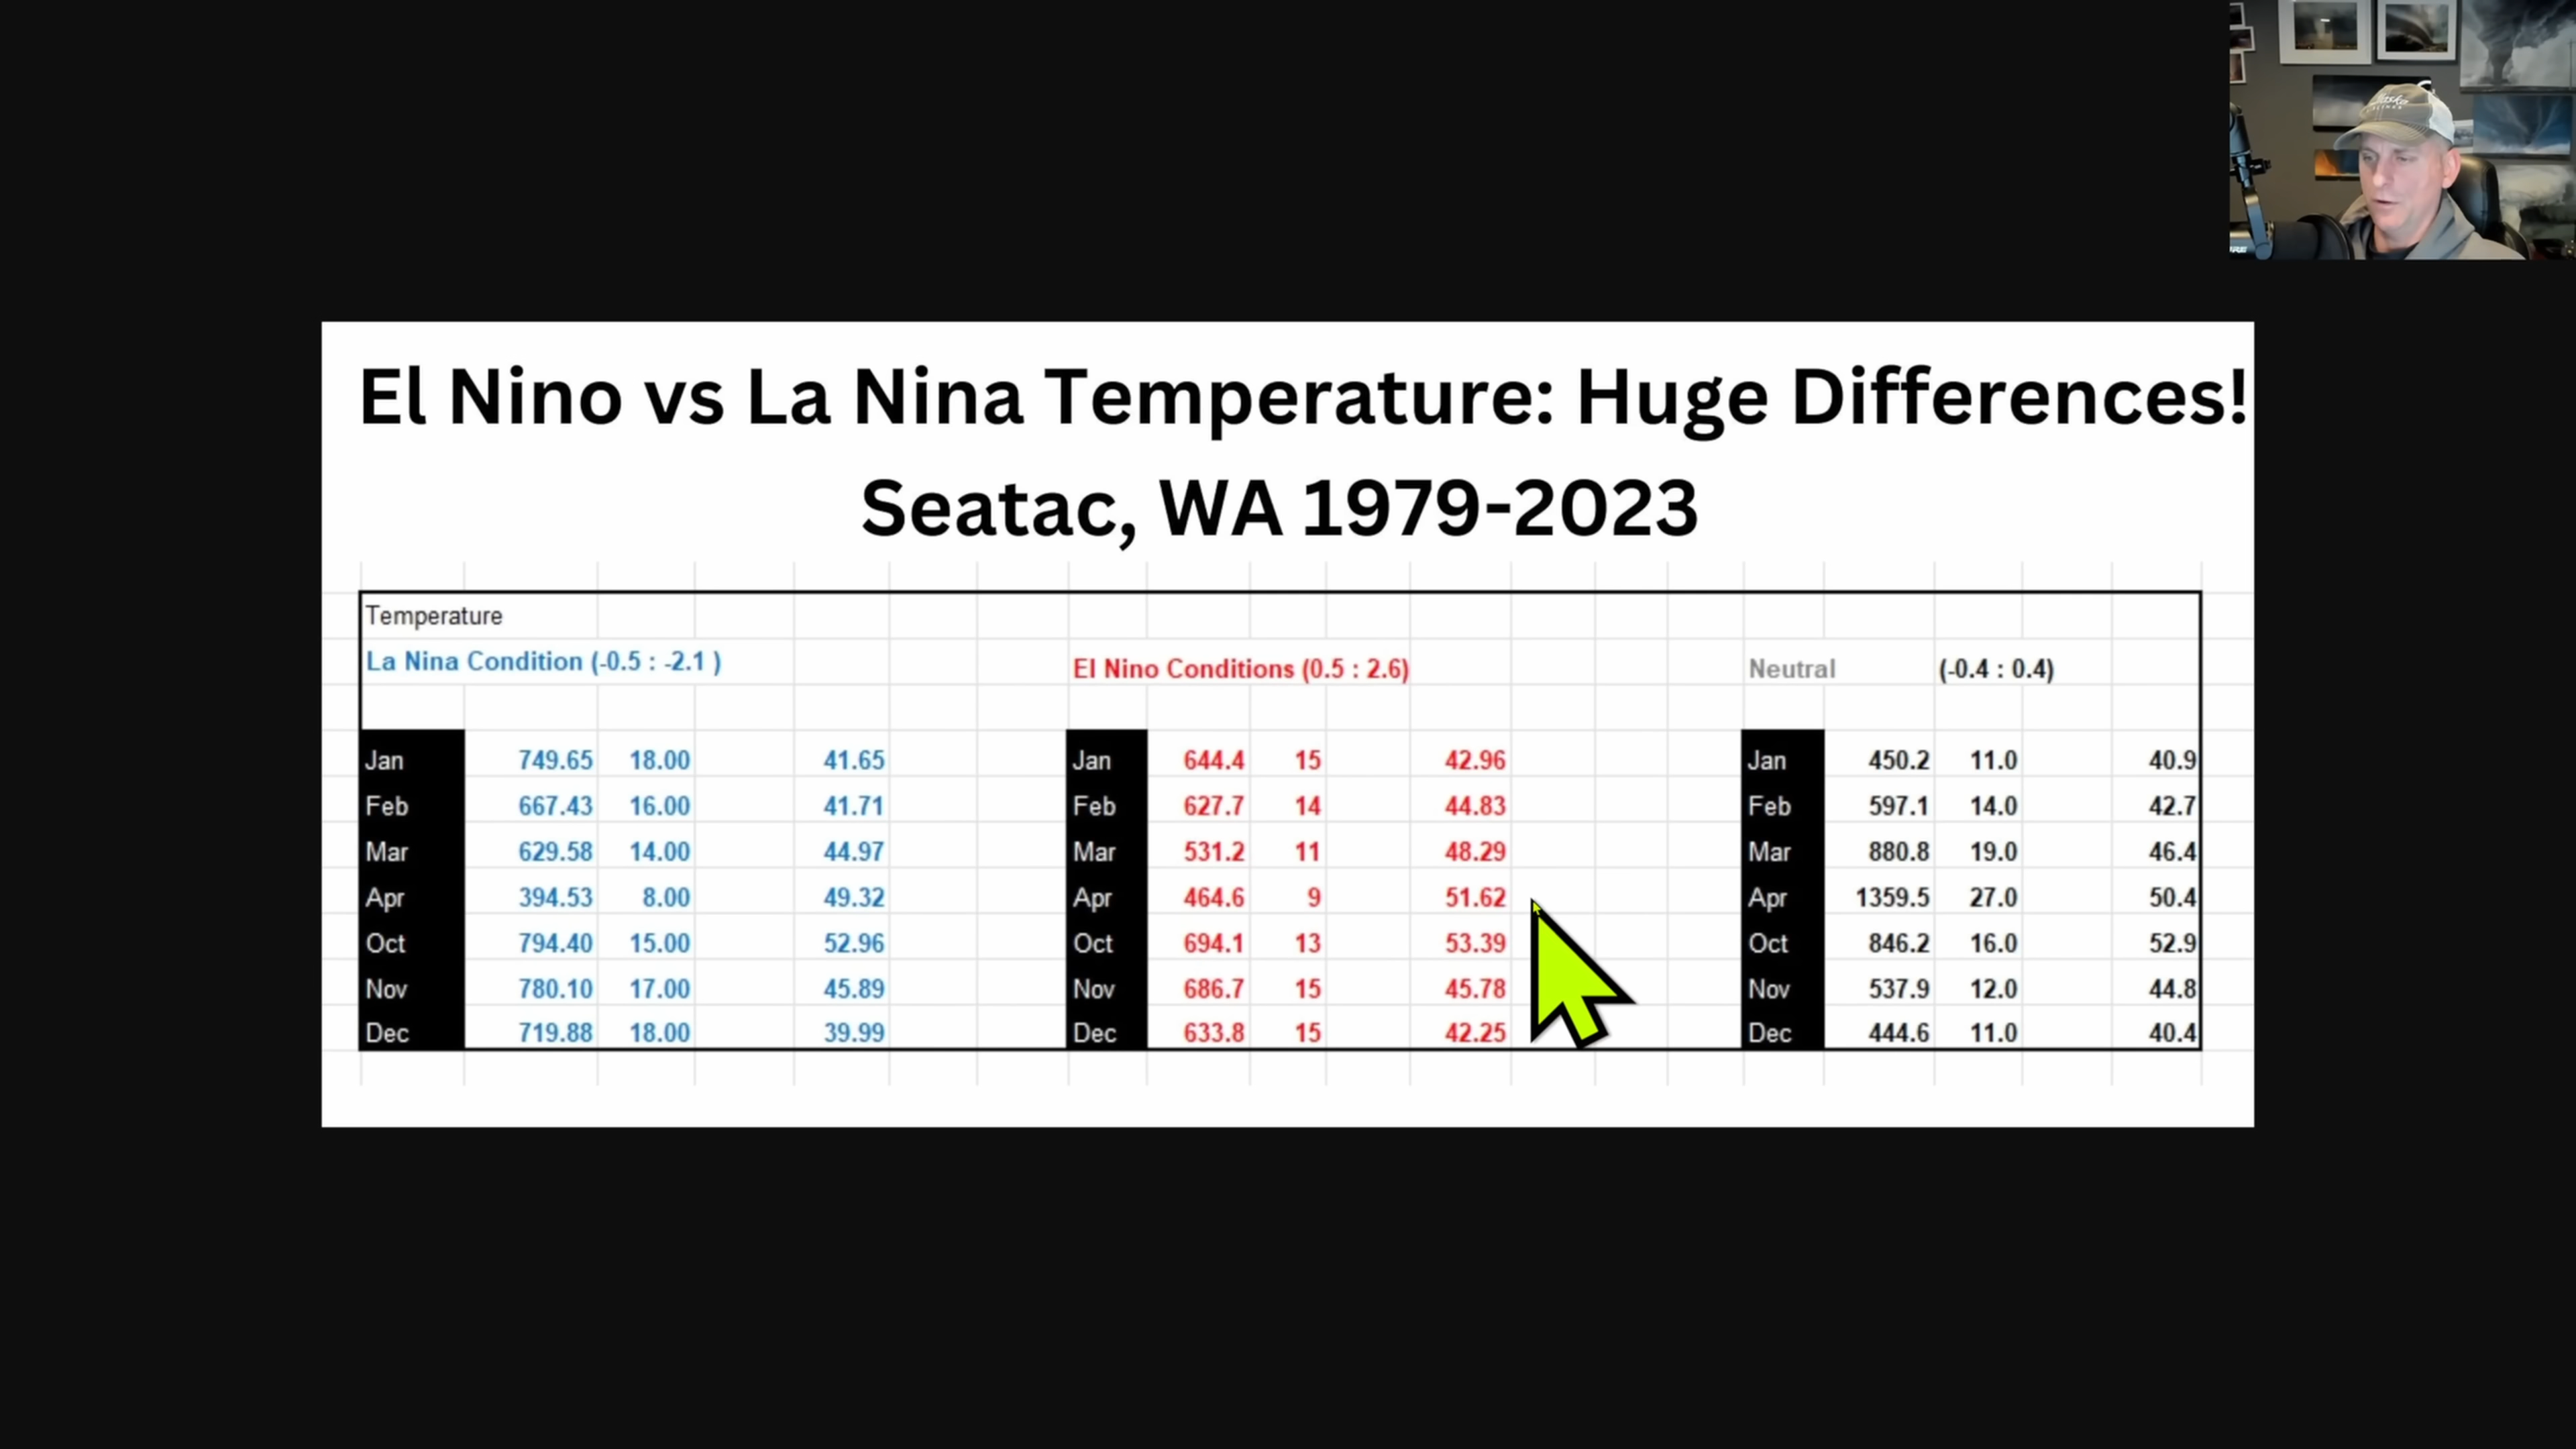 El Nino vs La Nina Temperature: Huge Differences!
Seatac, WA 1979-2023
Temperature
La Nina Condition (-0.5 : -2.1 )
El Nino Conditions (0.5 : 2.6)
Neutral (-0.4 : 0.4)
Jan 749.65 18.00 41.65 Jan 644.4 15 42.96 Jan 450.2 11.0 40.9
Feb 667.43 16.00 41.71 Feb 627.7 14 44.83 Feb 597.1 14.0 42.7
Mar 629.58 14.00 44.97 Mar 531.2 11 48.29 Mar 880.8 19.0 46.4
Apr 394.53 8.00 49.32 Apr 464.6 9 51.62 Apr 1359.5 27.0 50.4
Oct 794.40 15.00 52.96 Oct 694.1 13 53.39 Oct 846.2 16.0 52.9
Nov 780.10 17.00 45.89 Nov 686.7 15 45.78 Nov 537.9 12.0 44.8
Dec 719.88 18.00 39.99 Dec 633.8 15 42.25 Dec 444.6 11.0 40.4